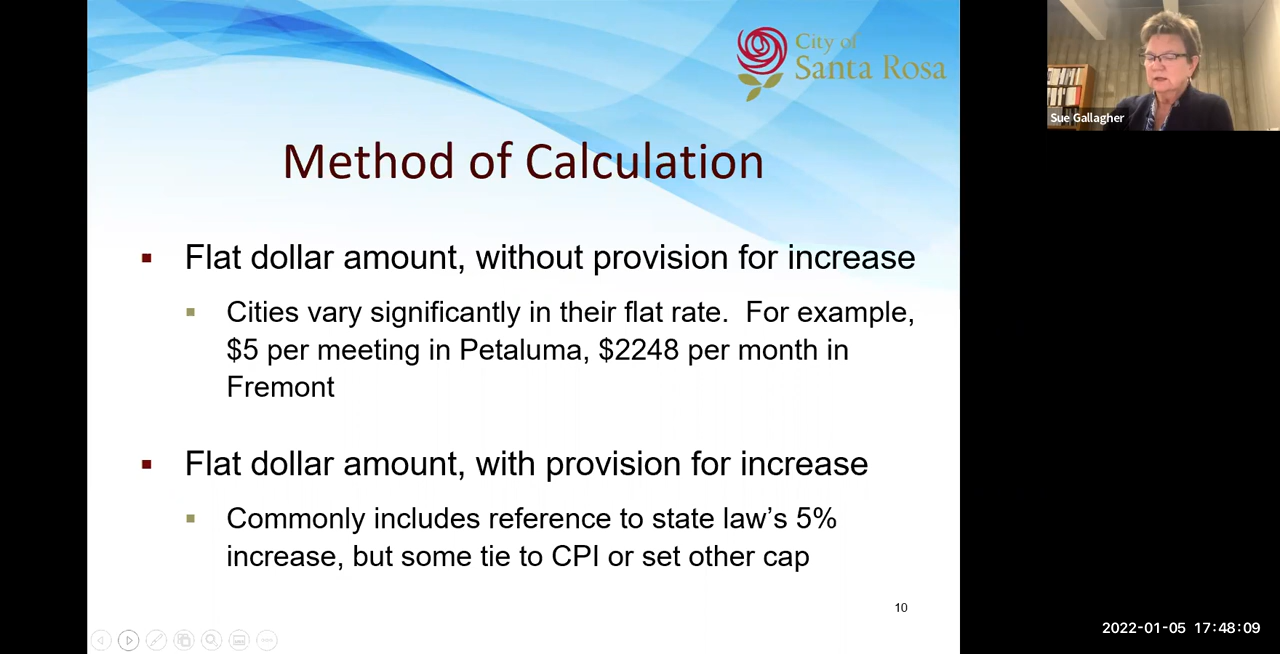 City of
Santa Rosa
Sue Gallagher
Method of Calculation
Flat dollar amount, without provision for increase
Cities vary significantly in their flat rate.  For example,
$5 per meeting in Petaluma, $2248 per month in
Fremont
Flat dollar amount, with provision for increase
Commonly includes reference to state law’s 5%
increase, but some tie to CPI or set other cap
10
2022-01-05 17:48:09